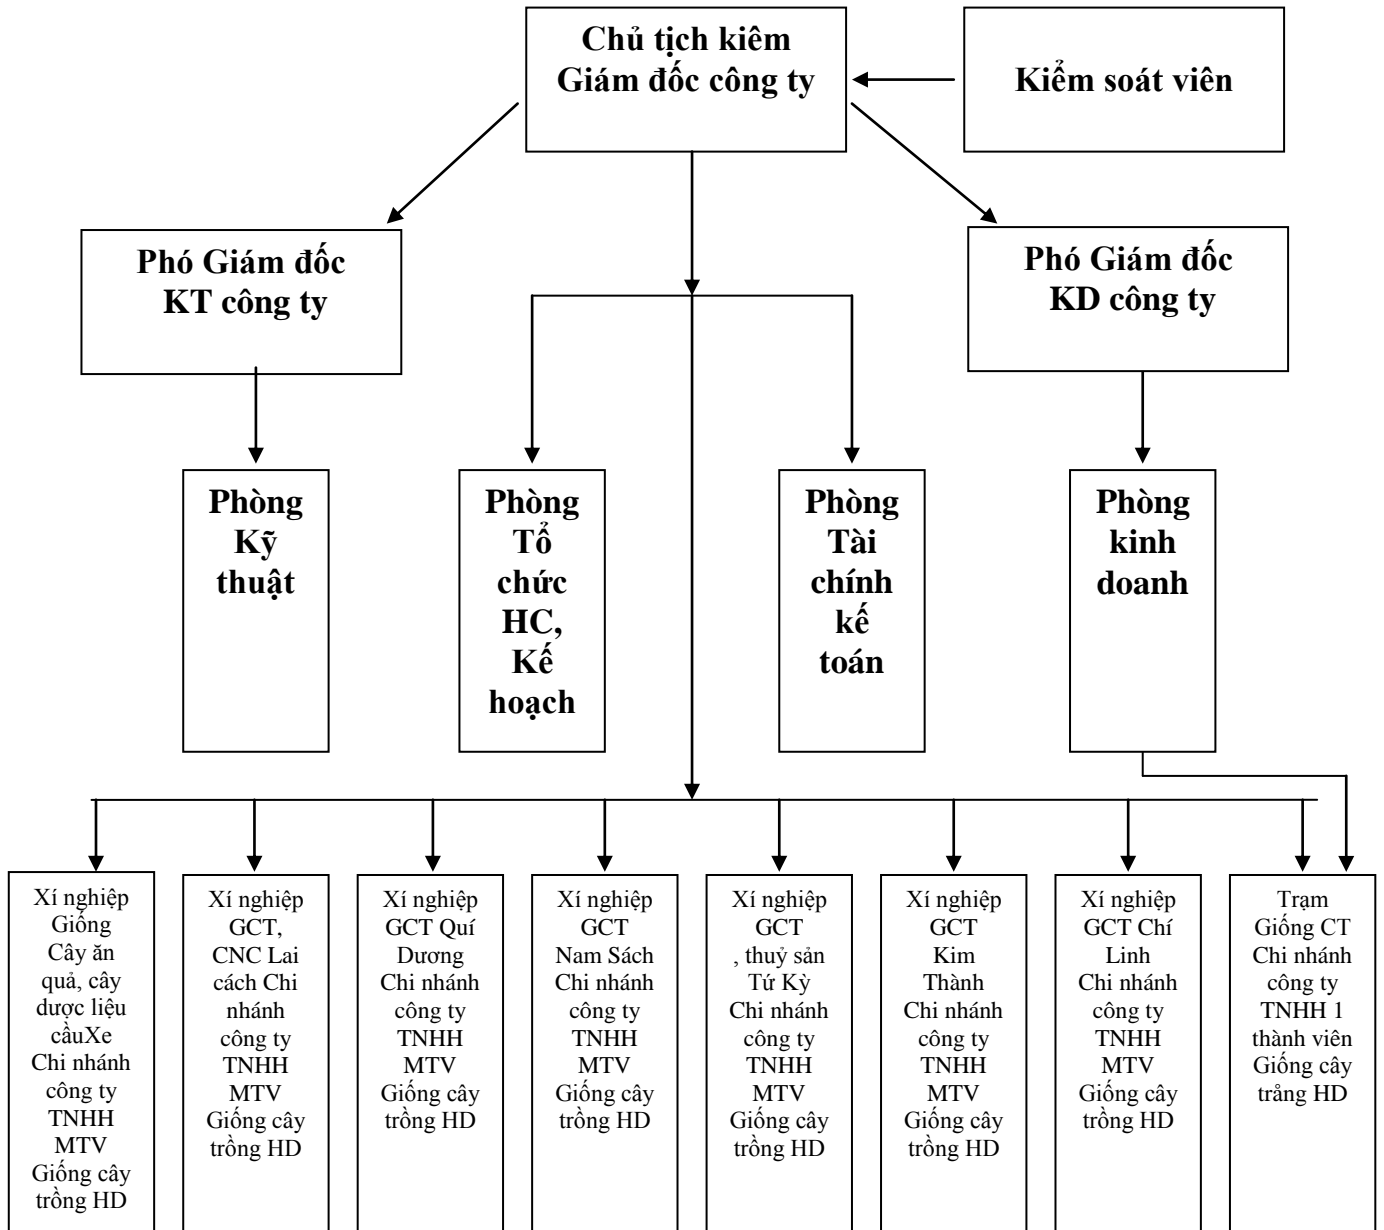 Chủ tịch kiêm
Giám đốc công ty
Kiểm soát viên
Phó Giám đốc
KT công ty
Phó Giám đốc
KD công ty
Phòng
Kỹ
thuật
Phòng
Tổ
chức
HC,
Kế
hoạch
Phòng
Tài
chính
kế
toán
Phòng
kinh
doanh
Xí nghiệp
Giống
Cây ăn
quả, cây
dược liệu
cầuXe
Chi nhánh
công ty
TNHH
MTV
Giống cây
trồng HD
Xí nghiệp
GCT,
CNC Lai
cách Chi
nhánh
công ty
TNHH
MTV
Giống cây
trồng HD
Xí nghiệp
GCT Quí
Dương
Chi nhánh
công ty
TNHH
MTV
Giống cây
trồng HD
Xí nghiệp
GCT
Nam Sách
Chi nhánh
công ty
TNHH
MTV
Giống cây
trồng HD
Xí nghiệp
GCT
, thuỷ sản
Tứ Kỳ
Chi nhánh
công ty
TNHH
MTV
Giống cây
trồng HD
Xí nghiệp
GCT
Kim
Thành
Chi nhánh
công ty
TNHH
MTV
Giống cây
trồng HD
Xí nghiệp
GCT Chí
Linh
Chi nhánh
công ty
TNHH
MTV
Giống cây
trồng HD
Trạm
Giống CT
Chi nhánh
công ty
TNHH 1
thành viên
Giống cây
trảng HD